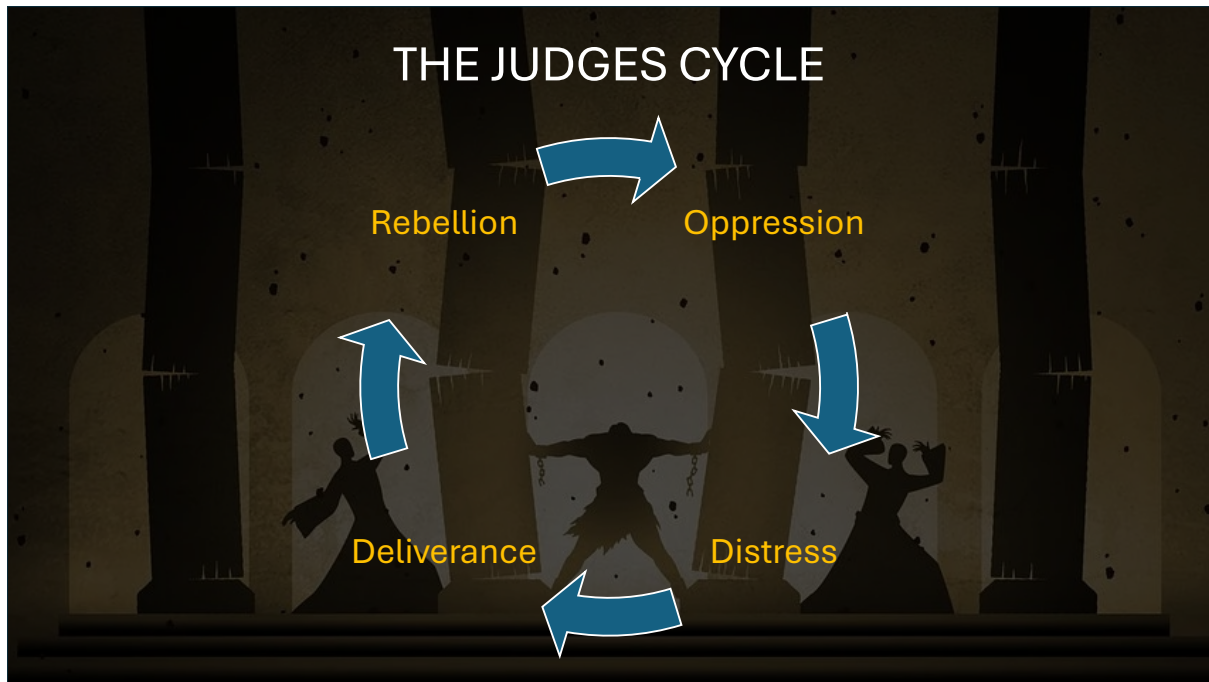 THE JUDGES CYCLE
Rebellion
Oppression
Deliverance
Distress